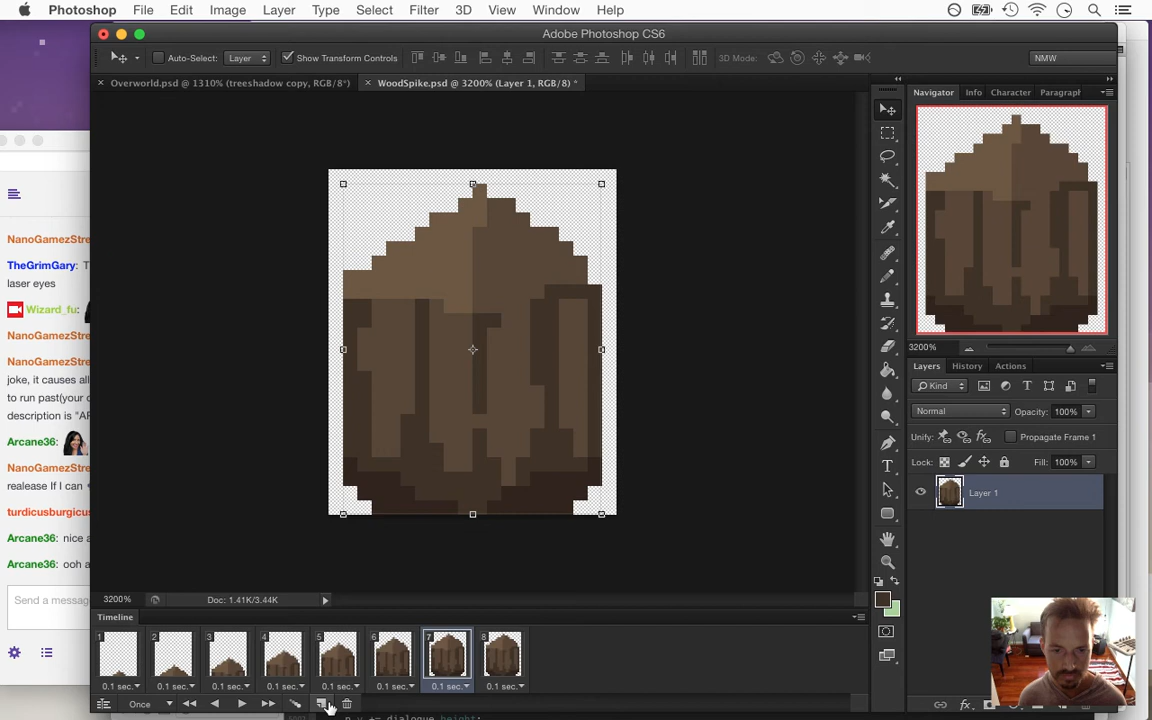 Photoshop File Edit Image Layer Type Select Filter 3D View Window Help
Adobe Photoshop CS6
Auto-Select: Layer Show Transform Controls 3D Mode: NMW
Overworld.psd @ 1310% (treeshadow copy, RGB/8*) WoodSpike.psd @ 3200% (Layer 1, RGB/8) *
Navigator Info Character Paragraph
3200%
Layers History Actions
Kind
Normal Opacity: 100%
Unify: Propagate Frame 1
Lock: Fill: 100%
Layer 1
NanoGamezStre
TheGrimGary: T
laser eyes
Wizard_fu:
NanoGamezStre
NanoGamezStre
joke, it causes all
to run past(your c
description is "AF
Arcane36:
NanoGamezStre
realease If I can
turdicusburgicus
Arcane36: nice a
Arcane36: ooh a
Send a messag
3200% Doc: 1.41K/3.44K
Timeline
1 2 3 4 5 6 7 8
0.1 sec. 0.1 sec. 0.1 sec. 0.1 sec. 0.1 sec. 0.1 sec. 0.1 sec. 0.1 sec.
Once